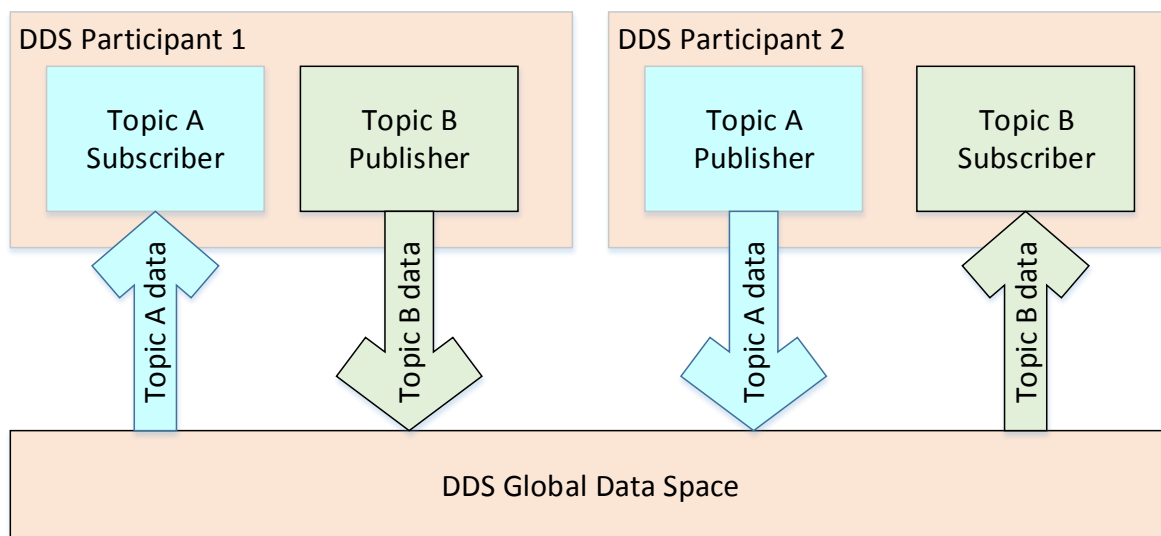 DDS Participant 1
Topic A
Subscriber
Topic B
Publisher
Topic A data
Topic B data
DDS Participant 2
Topic A
Publisher
Topic B
Subscriber
Topic A data
Topic B data
DDS Global Data Space